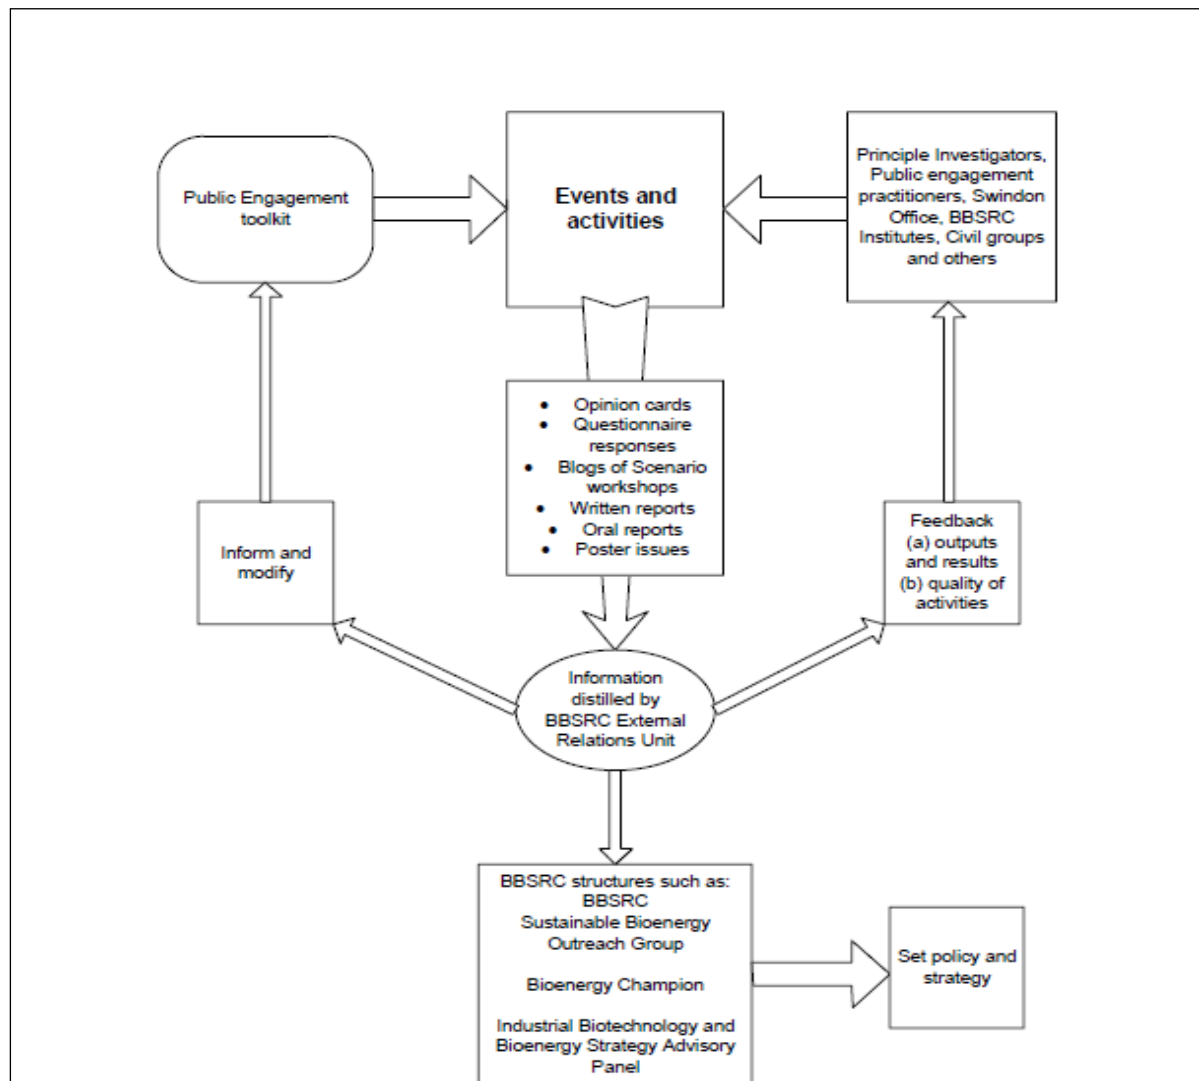 Public Engagement
toolkit
Events and
activities
Principle Investigators,
Public engagement
practitioners, Swindon
Office, BBSRC
Institutes, Civil groups
and others
• Opinion cards
• Questionnaire
responses
• Blogs of Scenario
workshops
• Written reports
• Oral reports
• Poster issues
Inform and
modify
Feedback
(a) outputs
and results
(b) quality of
activities
Information
distilled by
BBSRC External
Relations Unit
BBSRC structures such as:
BBSRC
Sustainable Bioenergy
Outreach Group
Bioenergy Champion
Industrial Biotechnology and
Bioenergy Strategy Advisory
Panel
Set policy and
strategy